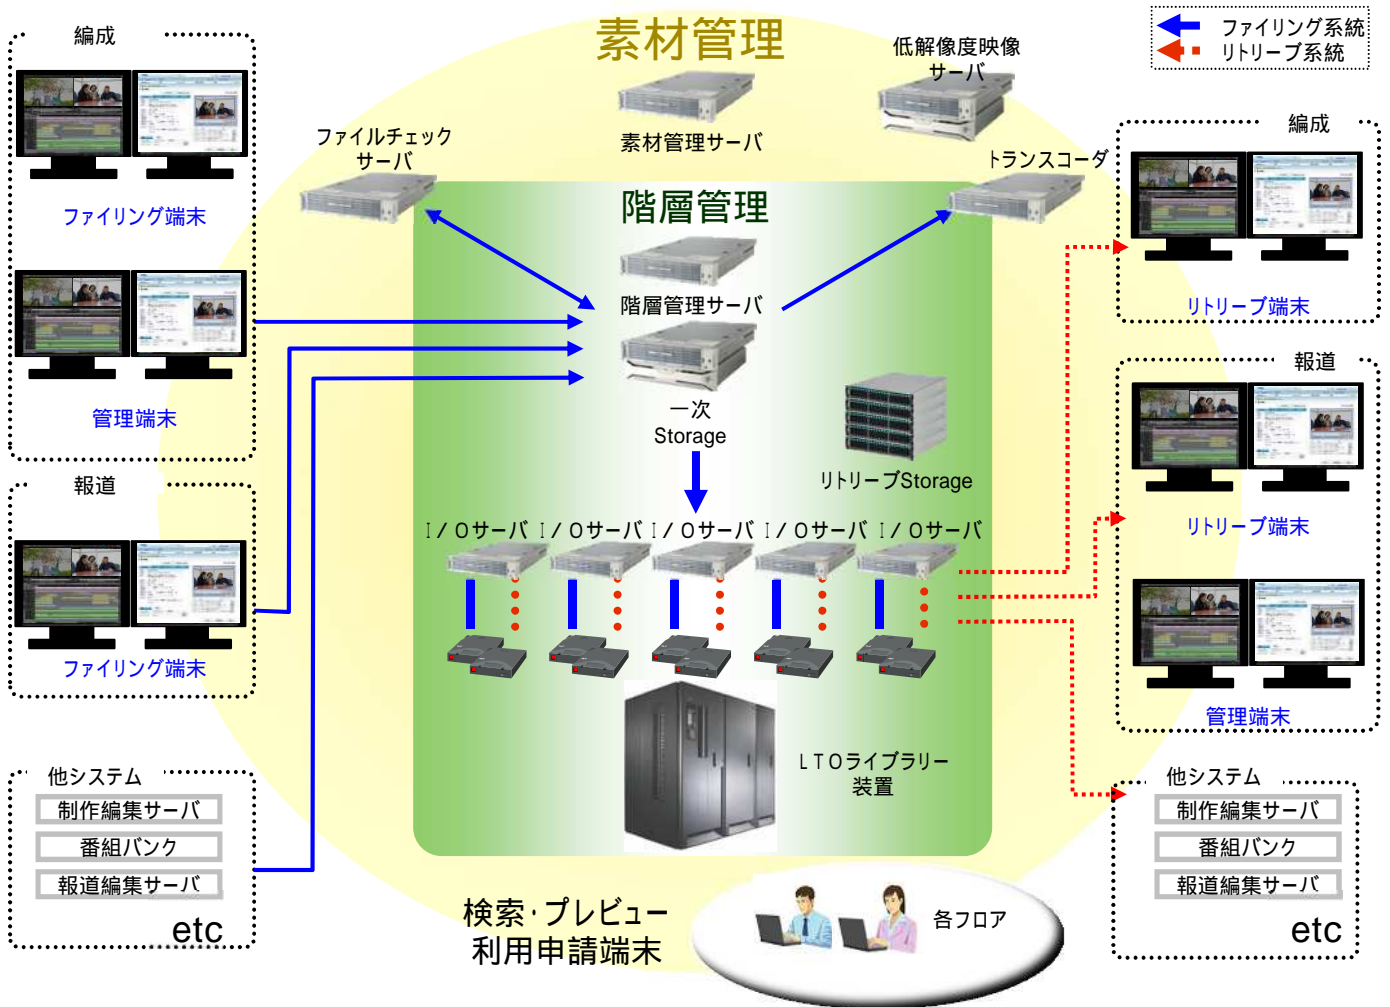 素材管理
ファイリング系統
リトリーブ系統
編成
ファイリング端末
管理端末
ファイルチェック
サーバ
素材管理サーバ
低解像度映像
サーバ
トランスコーダ
編成
リトリーブ端末
階層管理
階層管理サーバ
一次
Storage
リトリーブStorage
報道
ファイリング端末
報道
リトリーブ端末
管理端末
I/Oサーバ I/Oサーバ I/Oサーバ I/Oサーバ I/Oサーバ
LTOライブラリー
装置
他システム
制作編集サーバ
番組バンク
報道編集サーバ
etc
他システム
制作編集サーバ
番組バンク
報道編集サーバ
etc
検索・プレビュー
利用申請端末
各フロア